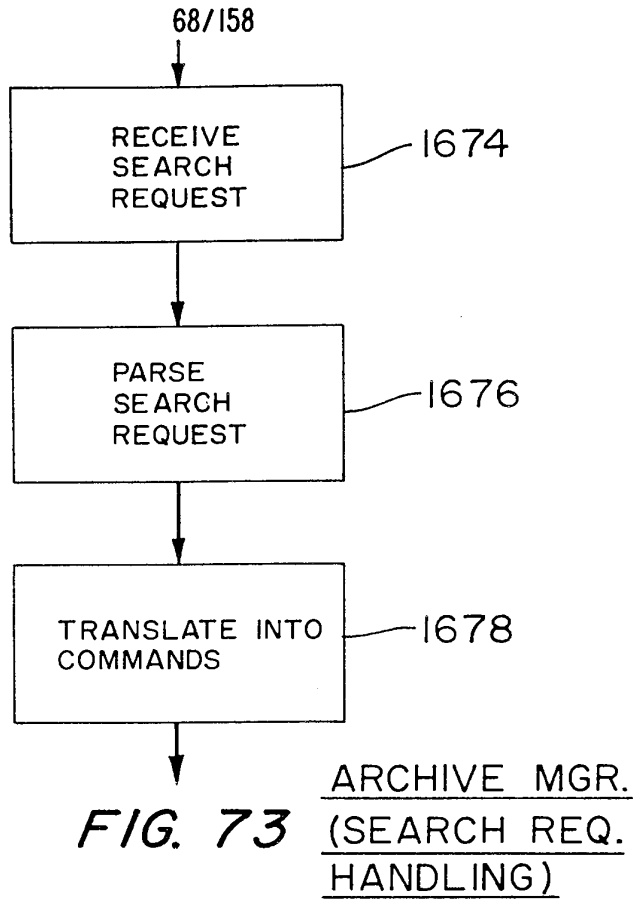 68/158
RECEIVE
SEARCH
REQUEST
1674
PARSE
SEARCH
REQUEST
1676
TRANSLATE INTO
COMMANDS
1678
FIG. 73
ARCHIVE MGR.
(SEARCH REQ.
HANDLING)